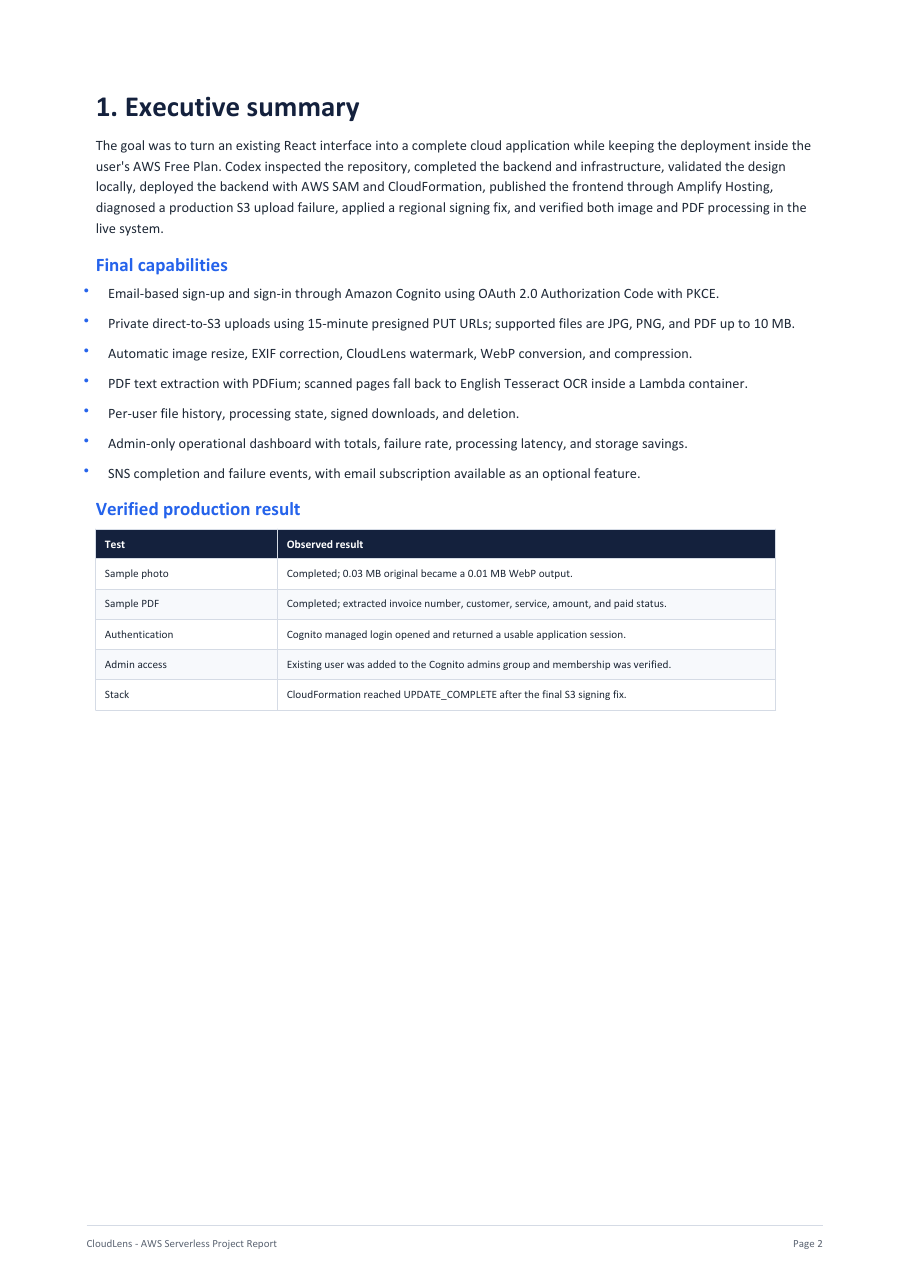 1. Executive summary
The goal was to turn an existing React interface into a complete cloud application while keeping the deployment inside the
user's AWS Free Plan. Codex inspected the repository, completed the backend and infrastructure, validated the design
locally, deployed the backend with AWS SAM and CloudFormation, published the frontend through Amplify Hosting,
diagnosed a production S3 upload failure, applied a regional signing fix, and verified both image and PDF processing in the
live system.
Final capabilities
• Email-based sign-up and sign-in through Amazon Cognito using OAuth 2.0 Authorization Code with PKCE.
• Private direct-to-S3 uploads using 15-minute presigned PUT URLs; supported files are JPG, PNG, and PDF up to 10 MB.
• Automatic image resize, EXIF correction, CloudLens watermark, WebP conversion, and compression.
• PDF text extraction with PDFium; scanned pages fall back to English Tesseract OCR inside a Lambda container.
• Per-user file history, processing state, signed downloads, and deletion.
• Admin-only operational dashboard with totals, failure rate, processing latency, and storage savings.
• SNS completion and failure events, with email subscription available as an optional feature.
Verified production result
Test Observed result
Sample photo Completed; 0.03 MB original became a 0.01 MB WebP output.
Sample PDF Completed; extracted invoice number, customer, service, amount, and paid status.
Authentication Cognito managed login opened and returned a usable application session.
Admin access Existing user was added to the Cognito admins group and membership was verified.
Stack CloudFormation reached UPDATE_COMPLETE after the final S3 signing fix.
CloudLens - AWS Serverless Project Report Page 2